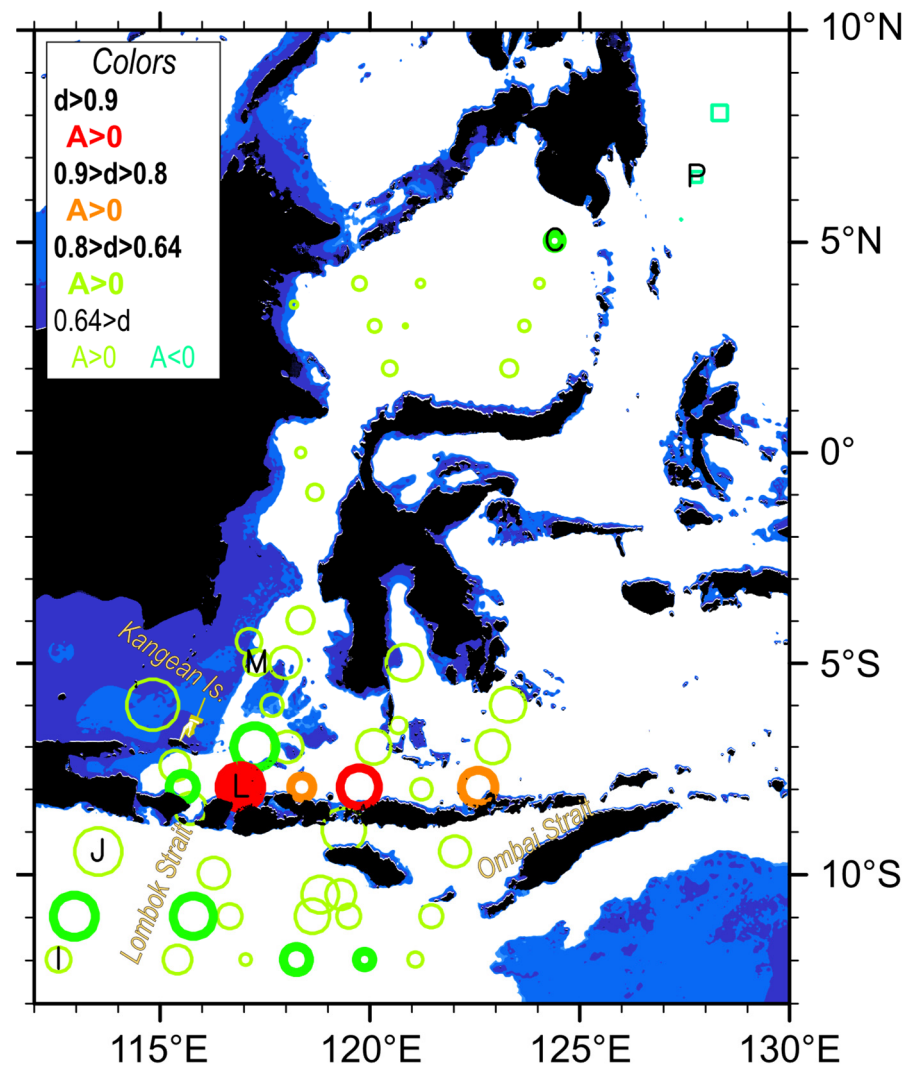 Colors
d>0.9
A>0
0.9>d>0.8
A>0
0.8>d>0.64
A>0
0.64>d
A>0 A<0
10°N
P
C
5°N
0°
Kangean Is.
M
5°S
L
J
Lombok Strait
Ombai Strait
10°S
I
115°E 120°E 125°E 130°E